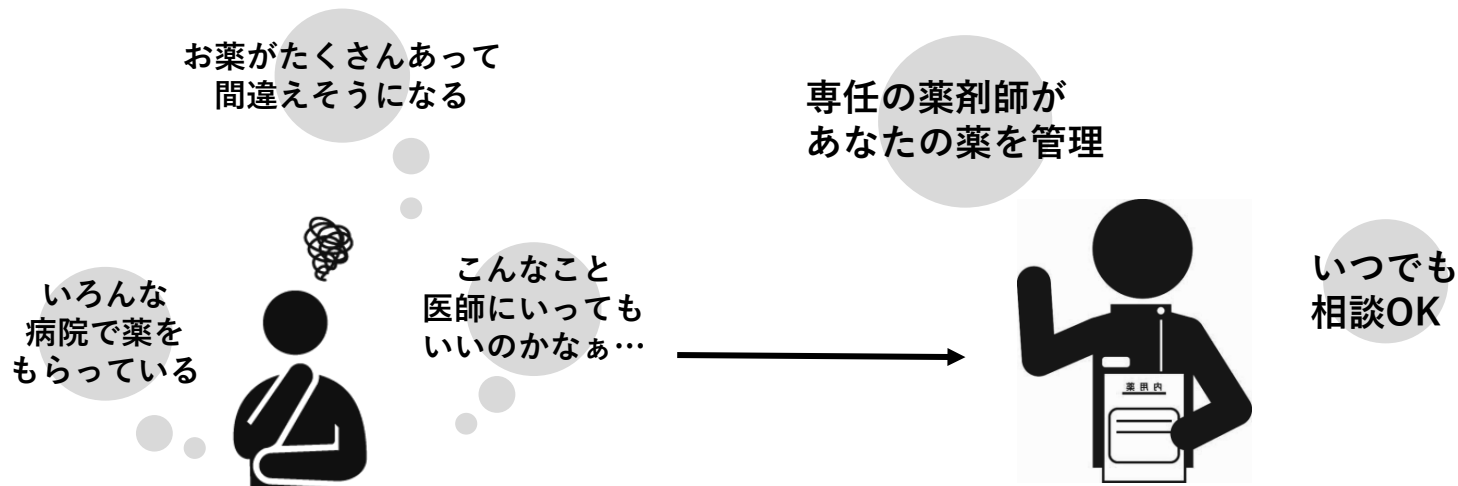 お薬がたくさんあって
間違えそうになる
いろんな
病院で薬を
もらっている
こんなこと
医師にいっても
いいのかなぁ…
専任の薬剤師が
あなたの薬を管理
いつでも
相談OK
内用薬